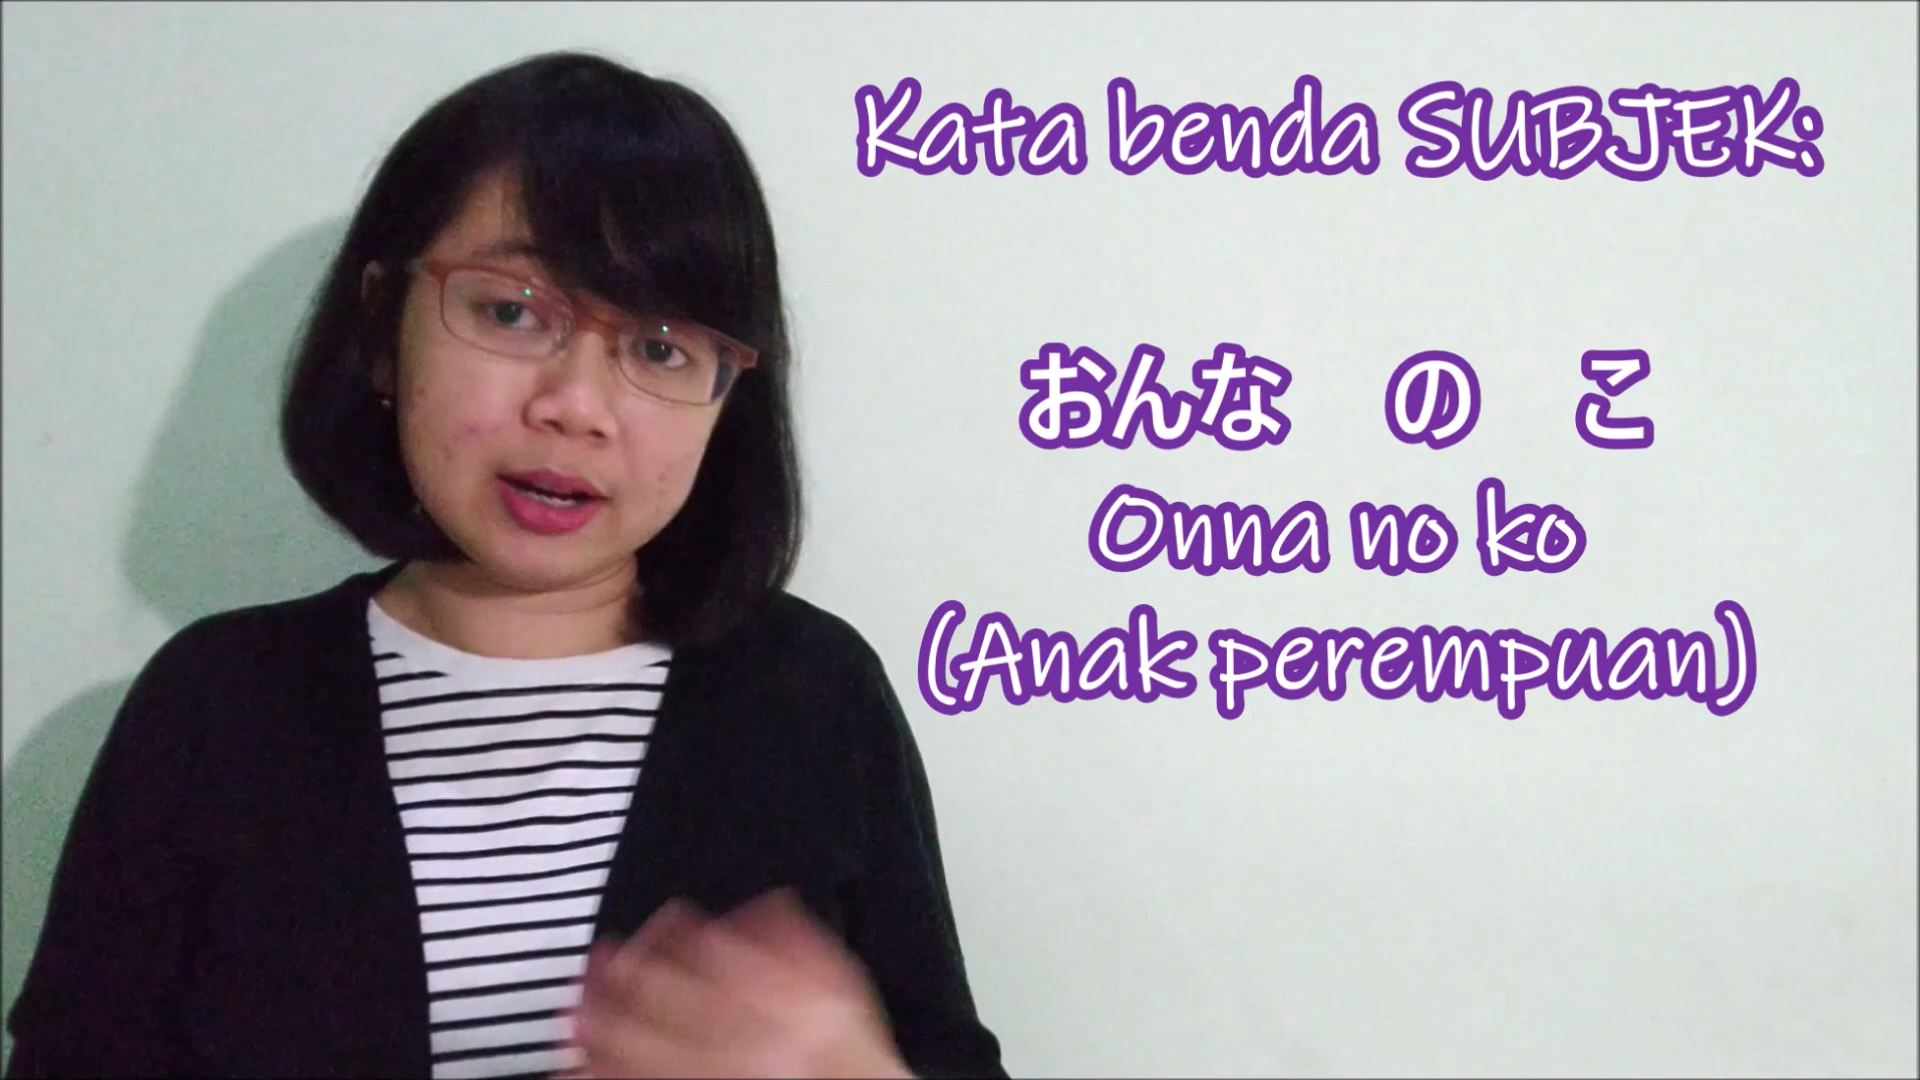 Kata benda SUBJEK:
おんな の こ
Onna no ko
(Anak perempuan)